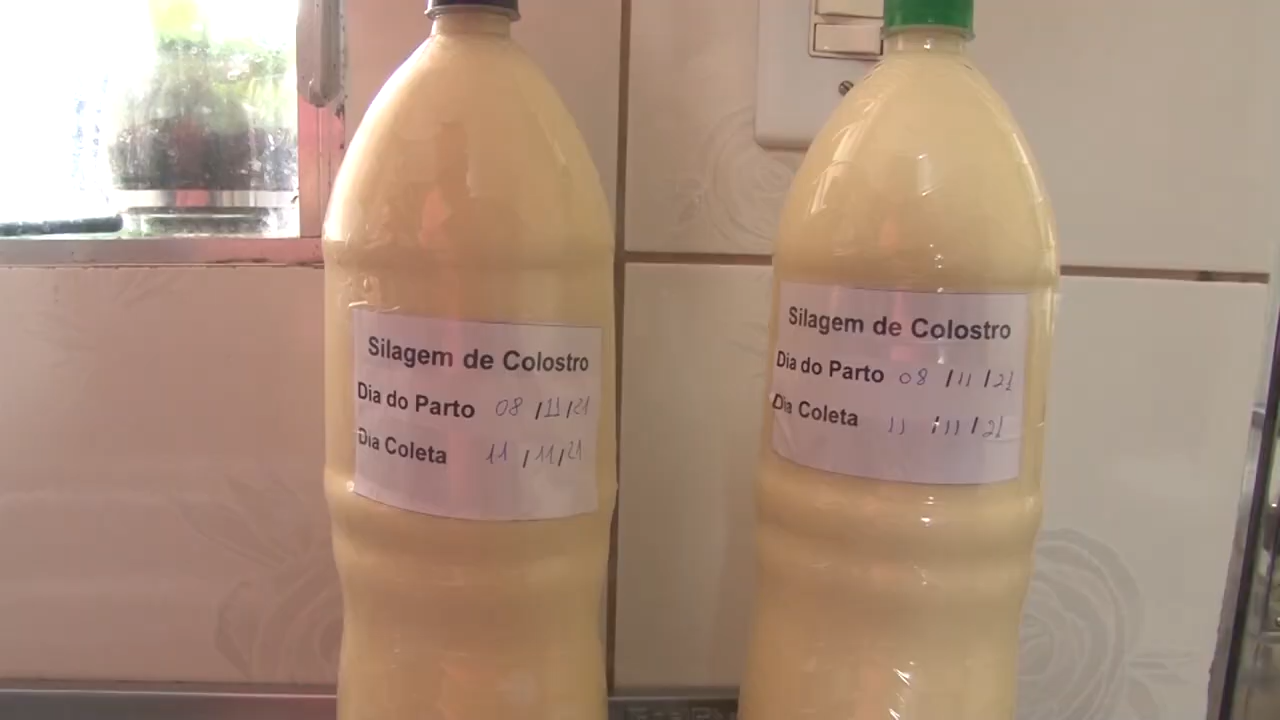 Silagem de Colostro
Dia do Parto 08 /11/21
Dia Coleta 11 /11/21
Silagem de Colostro
Dia do Parto 08 /11/21
Dia Coleta 11 /11/21